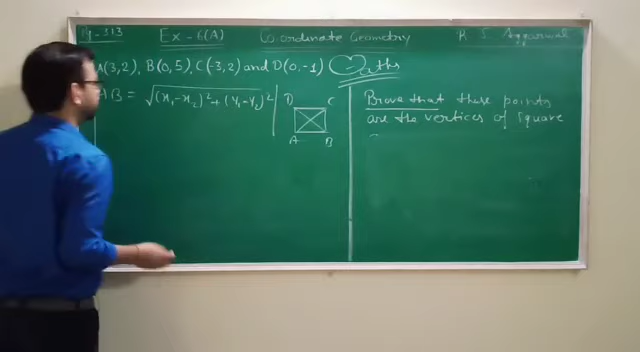 Pg-313 Ex-6(A) Coordinate Geometry R.S. Aggarwal
A(3,2), B(0,5), C(-3,2) and D(0,-1) Maths
AB = √(x₁-x₂)²+(y₁-y₂)²
D C
A B
Prove that these points
are the vertices of square